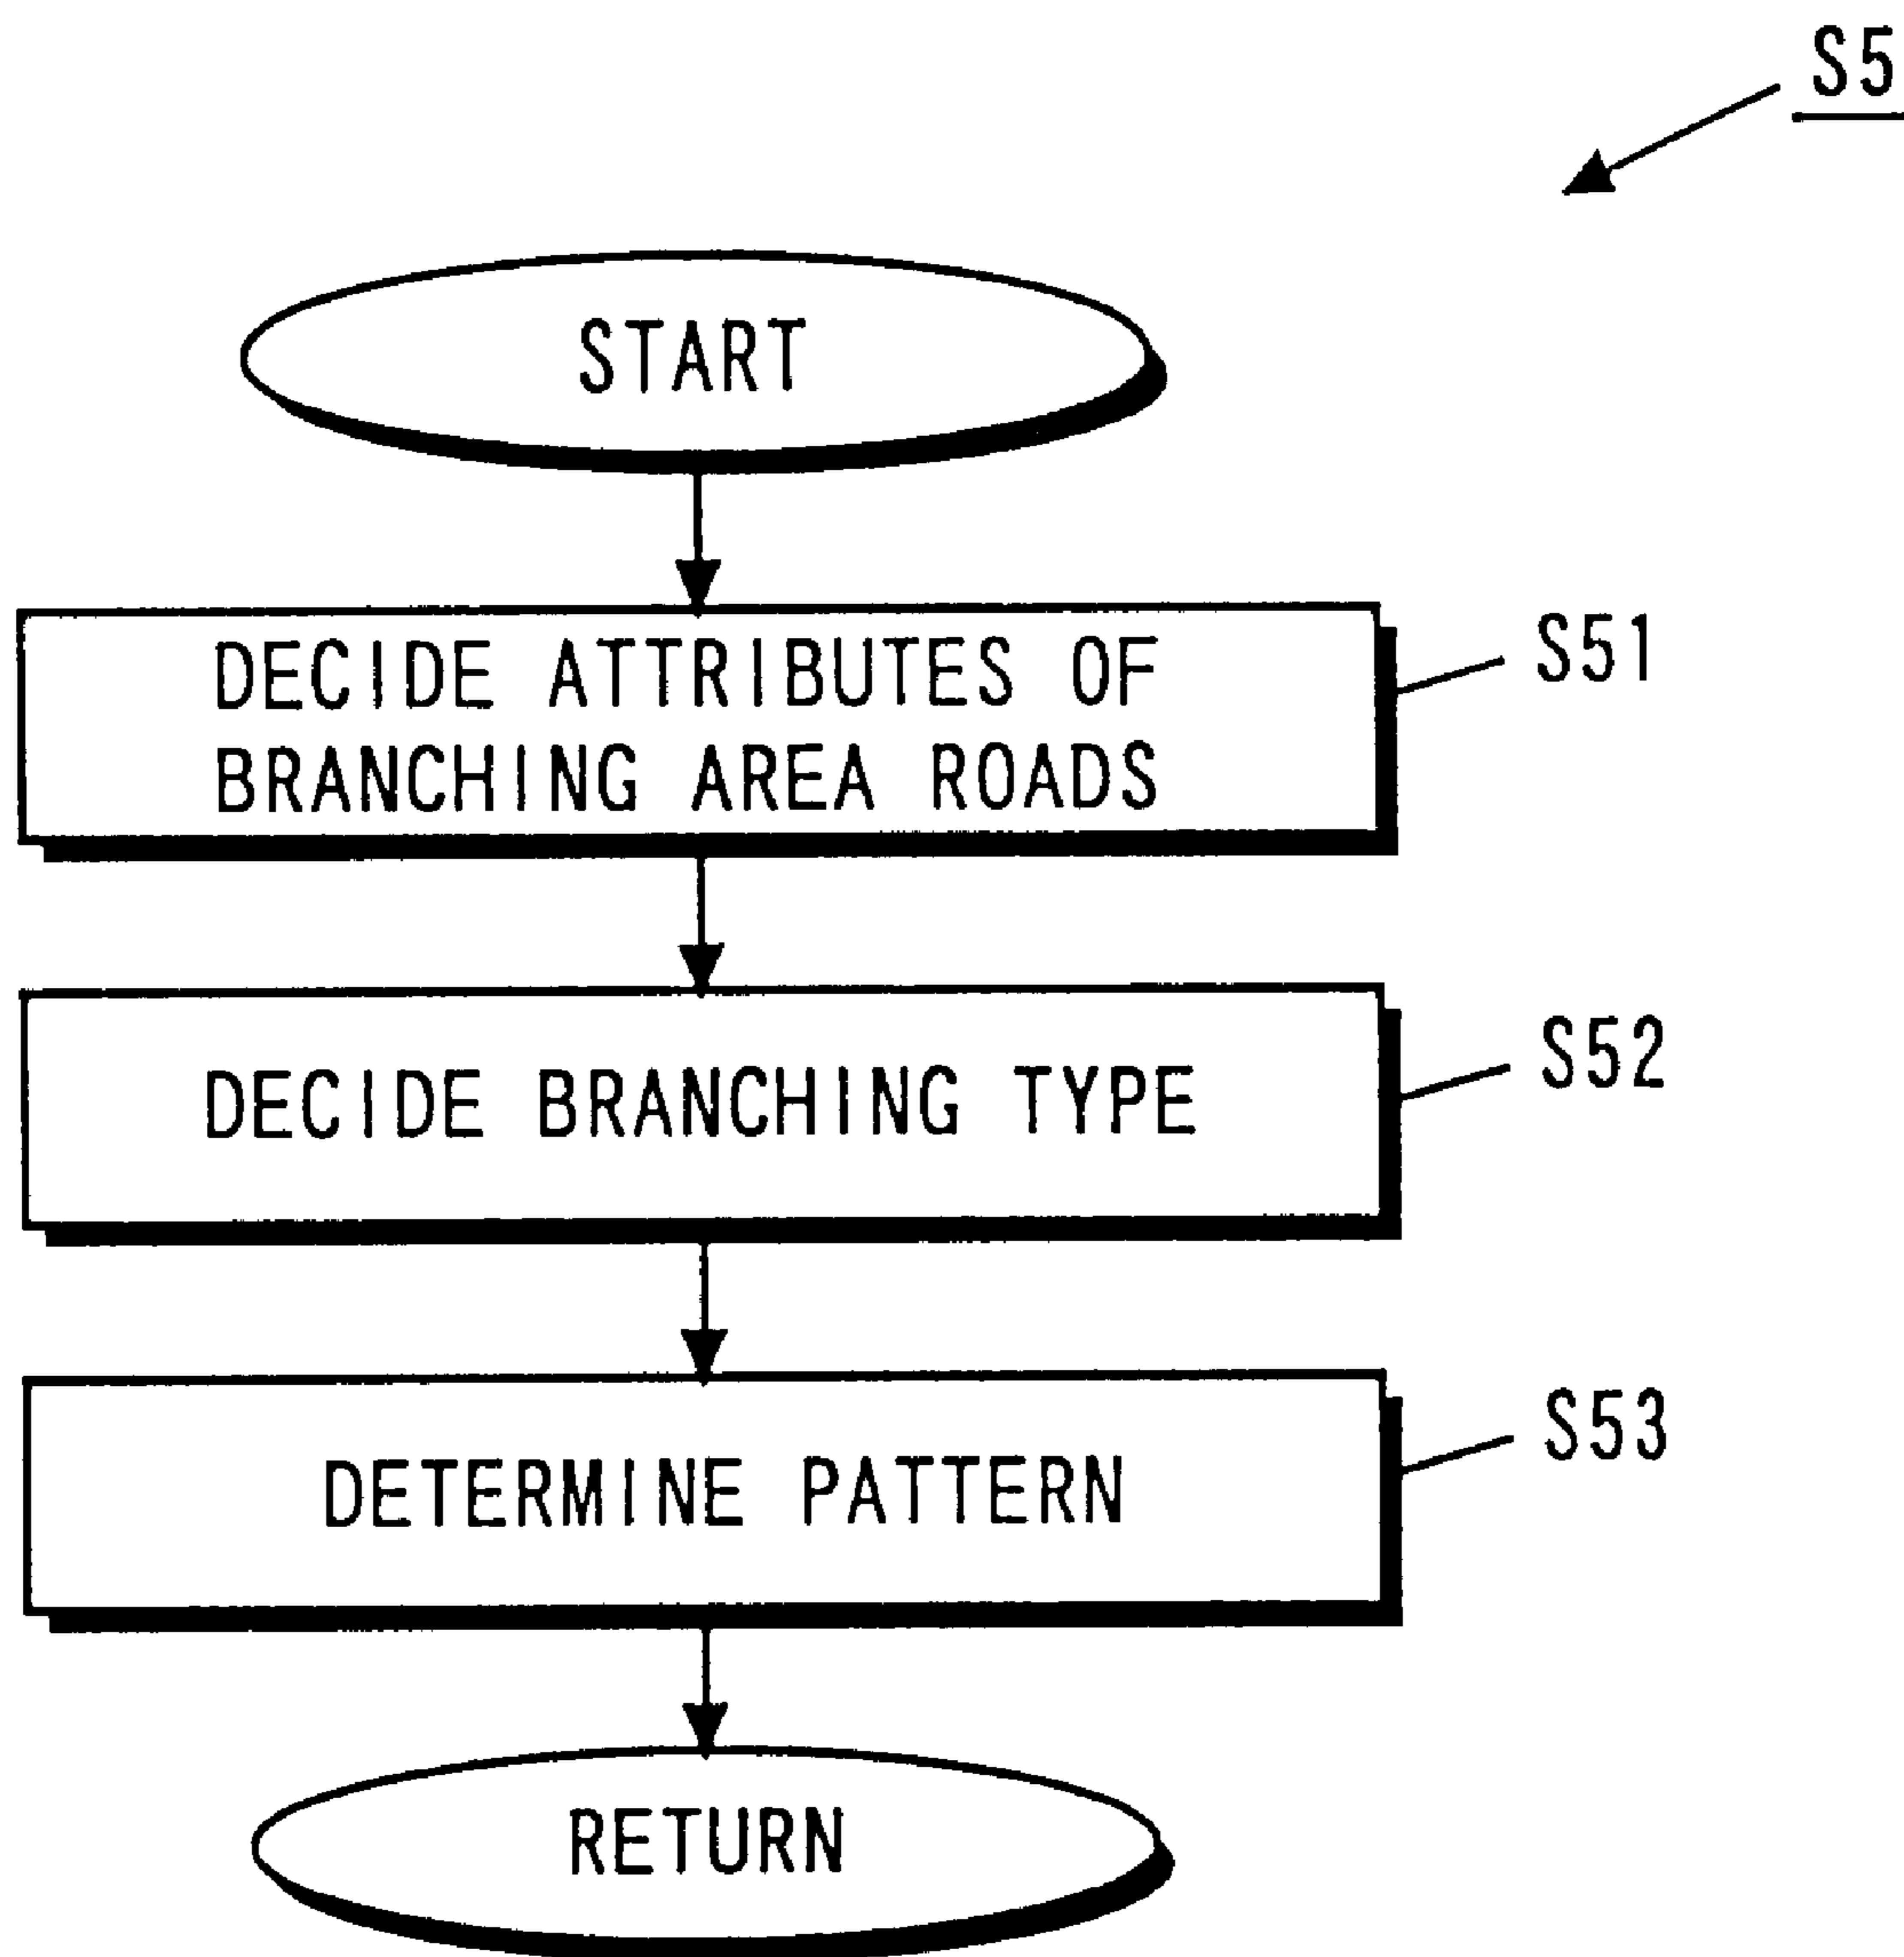 S5
START
DECIDE ATTRIBUTES OF
BRANCHING AREA ROADS
S51
DECIDE BRANCHING TYPE
S52
DETERMINE PATTERN
S53
RETURN